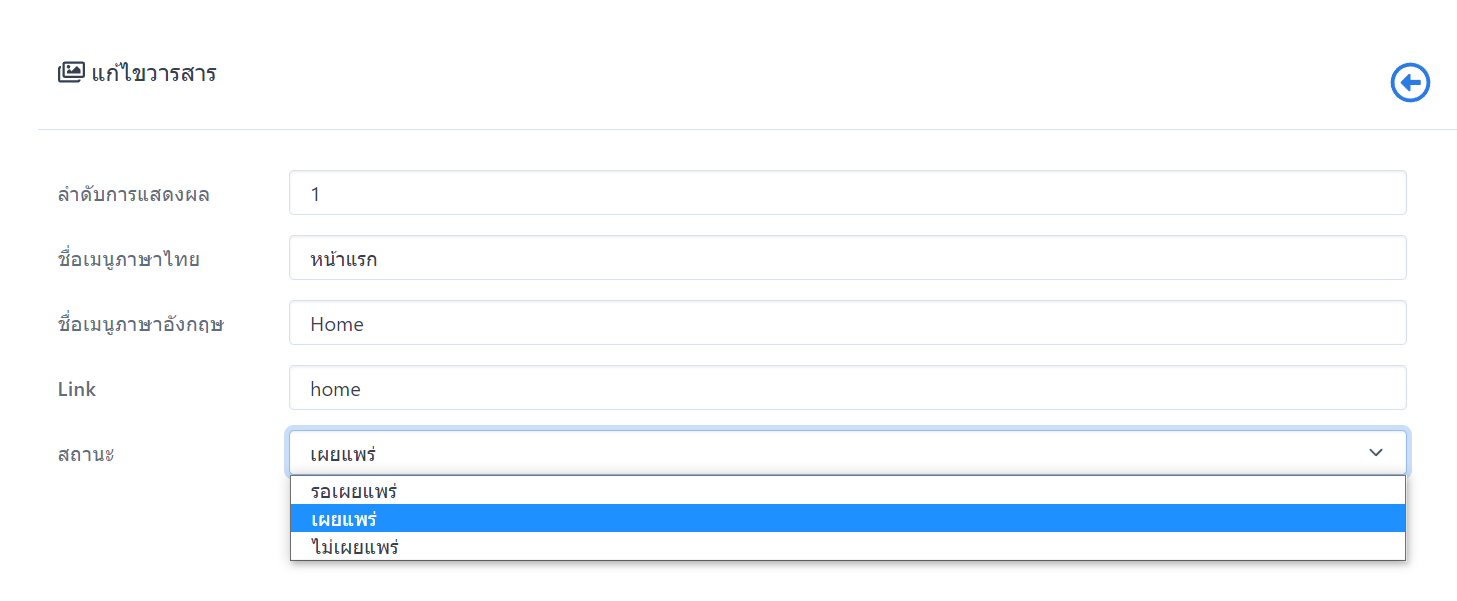 แก้ไขวารสาร
ลำดับการแสดงผล 1
ชื่อเมนูภาษาไทย หน้าแรก
ชื่อเมนูภาษาอังกฤษ Home
Link home
สถานะ เผยแพร่
รอเผยแพร่
เผยแพร่
ไม่เผยแพร่